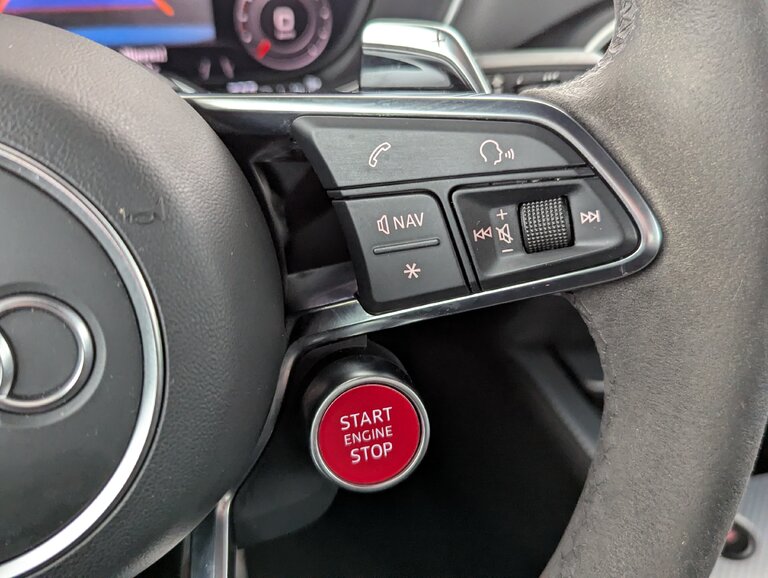 +
NAV
+
-
*
START
ENGINE
STOP